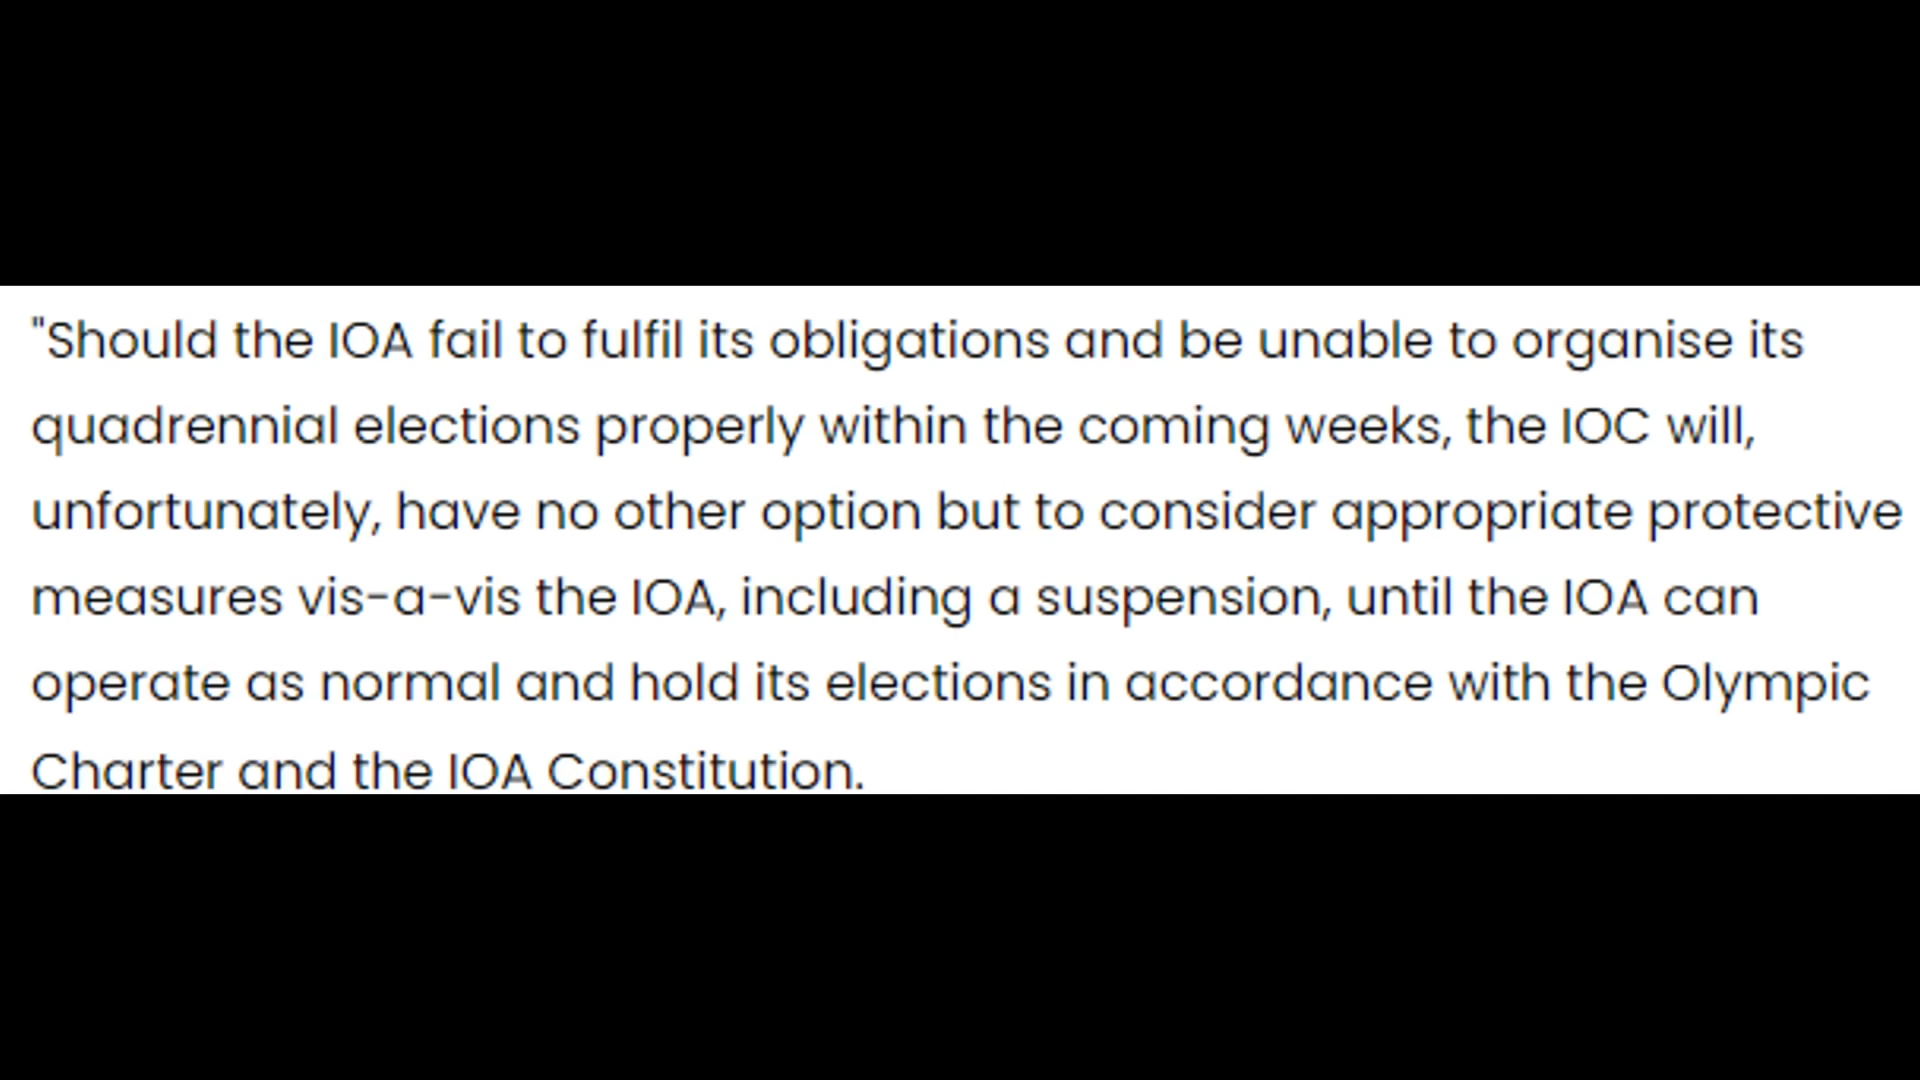 "Should the IOA fail to fulfil its obligations and be unable to organise its
quadrennial elections properly within the coming weeks, the IOC will,
unfortunately, have no other option but to consider appropriate protective
measures vis-a-vis the IOA, including a suspension, until the IOA can
operate as normal and hold its elections in accordance with the Olympic
Charter and the IOA Constitution.